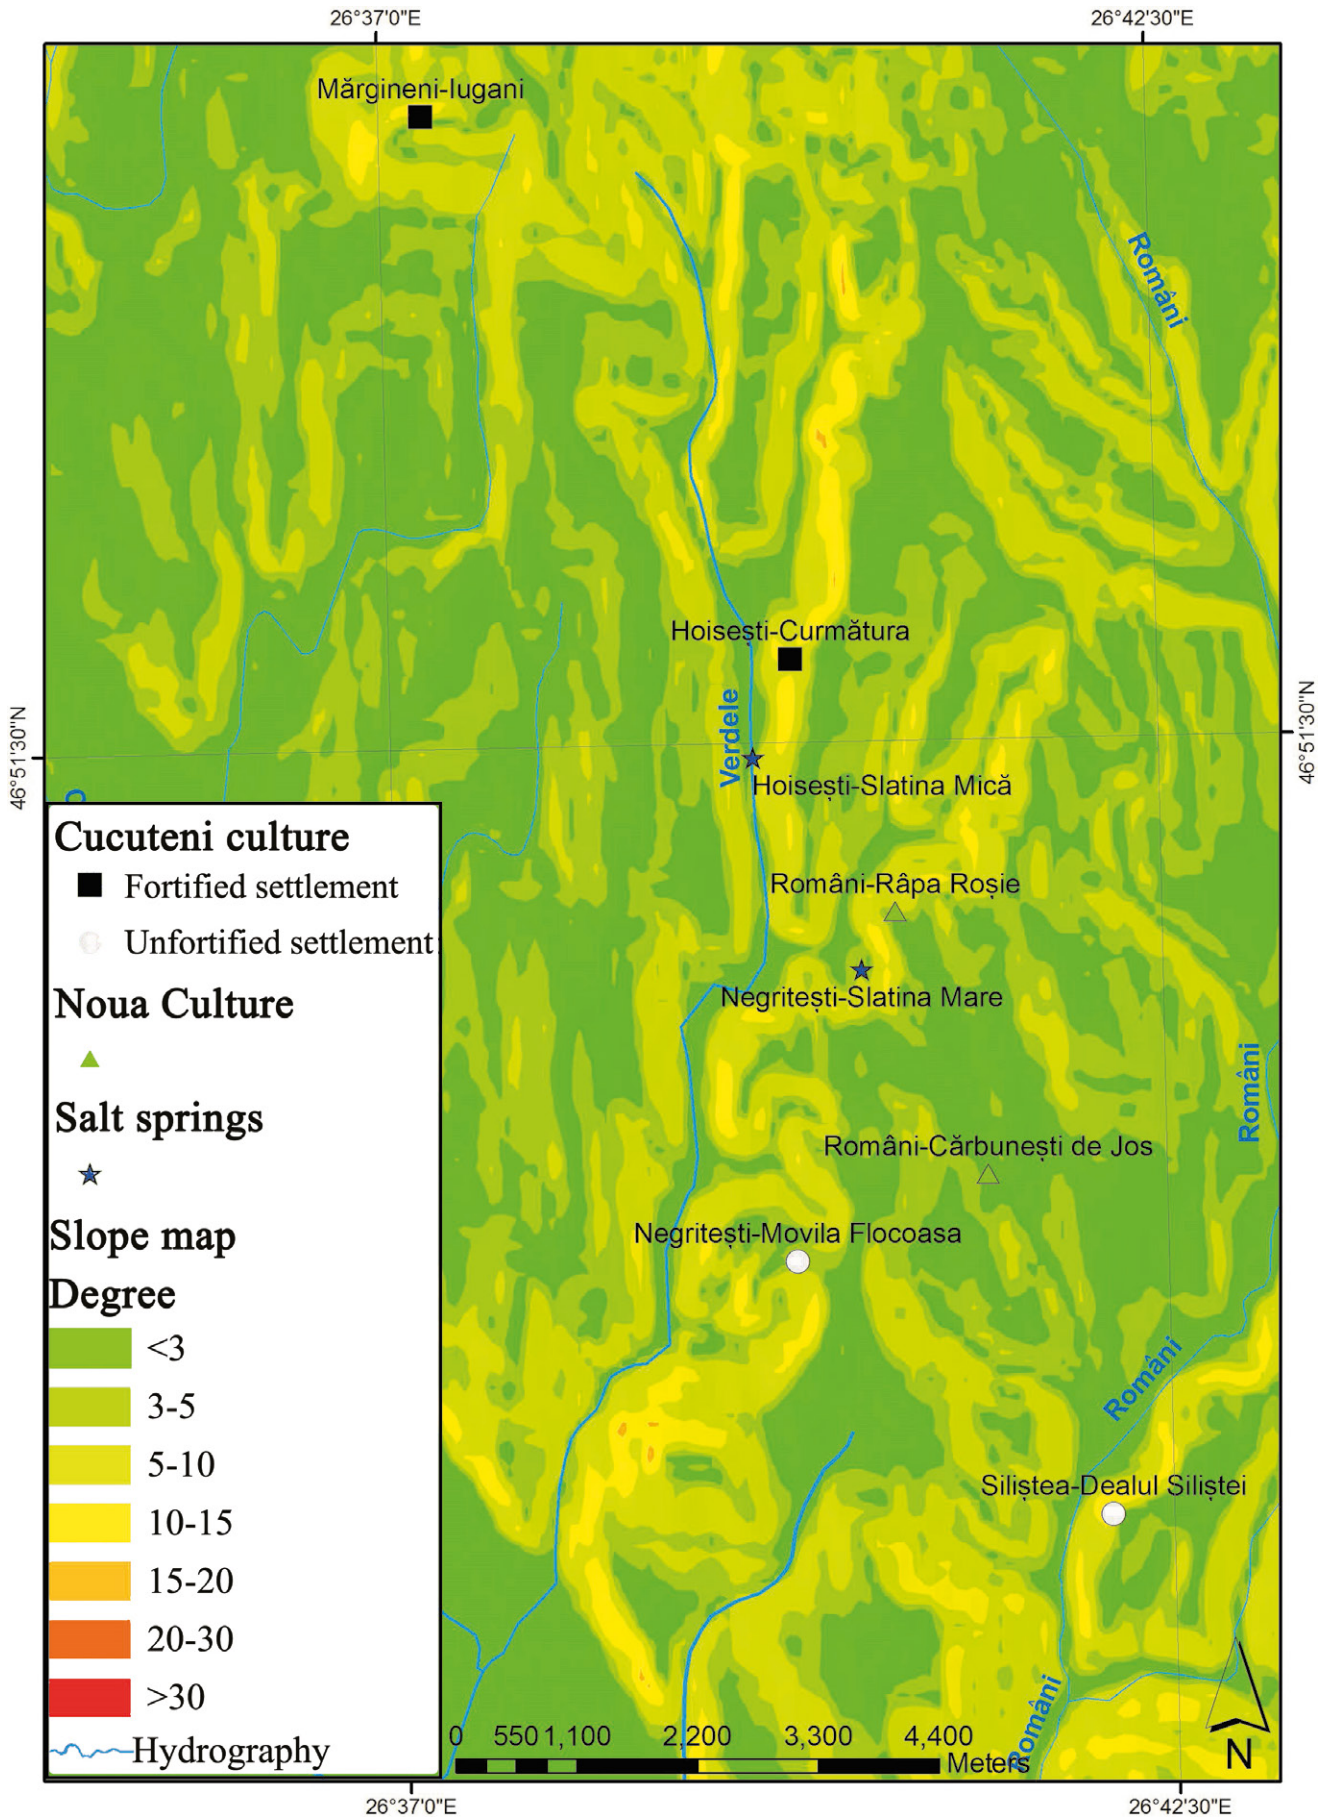 26°37'0"E
26°42'30"E
Mărgineni-Iugani
Români
Hoisești-Curmătura
Verdele
46°51'30"N
46°51'30"N
Hoisești-Slatina Mică
Români-Râpa Roșie
Negritești-Slatina Mare
Români
Români-Cărbunești de Jos
Negritești-Movila Flocoasa
Români
Siliștea-Dealul Siliștei
Români
Cucuteni culture
Fortified settlement
Unfortified settlement
Noua Culture
Salt springs
Slope map
Degree
<3
3-5
5-10
10-15
15-20
20-30
>30
Hydrography
0 550 1,100 2,200 3,300 4,400
Meters
N
26°37'0"E
26°42'30"E